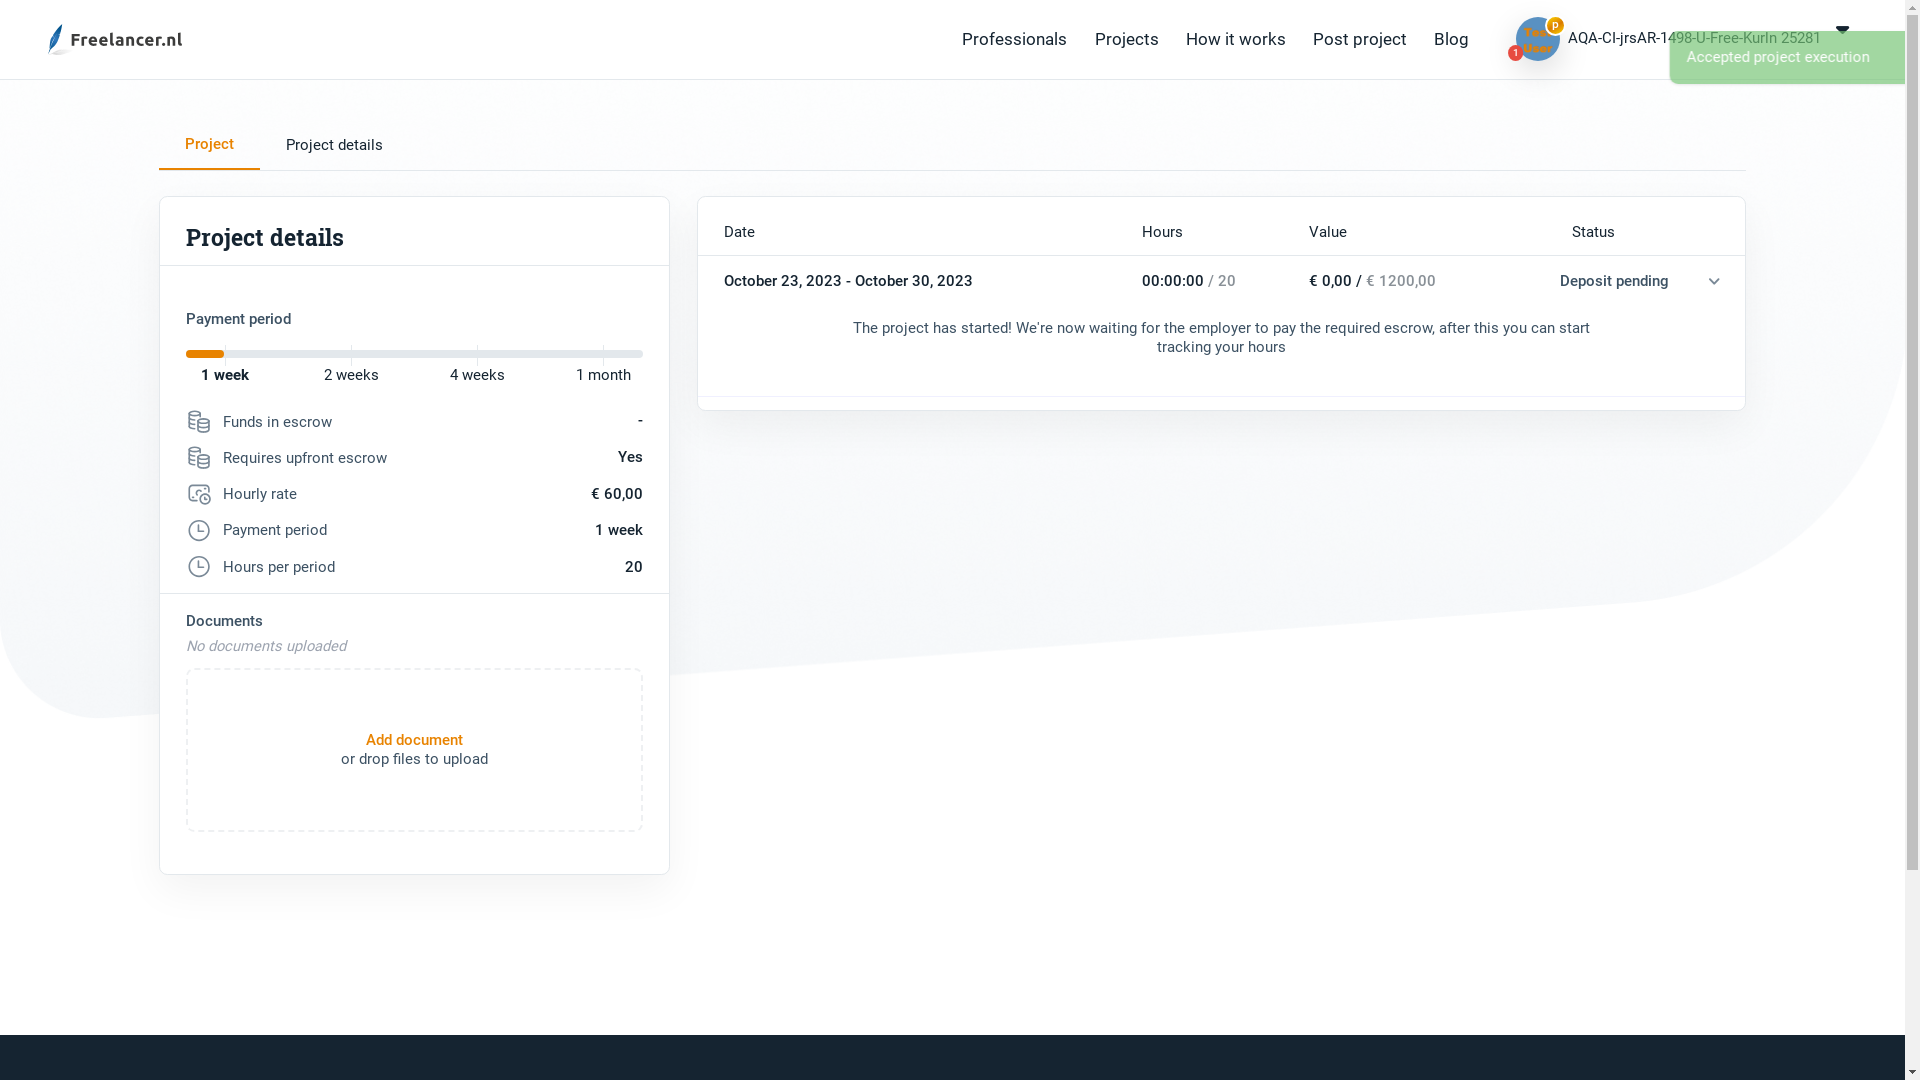 Freelancer.nl
Professionals
Projects
How it works
Post project
Blog
Test
User
p
1
AQA-CI-jrsAR-1498-U-Free-Kurln 25281
Accepted project execution
Project
Project details
Project details
Payment period
1 week
2 weeks
4 weeks
1 month
Funds in escrow
-
Requires upfront escrow
Yes
Hourly rate
€ 60,00
Payment period
1 week
Hours per period
20
Documents
No documents uploaded
Add document
or drop files to upload
Date
Hours
Value
Status
October 23, 2023 - October 30, 2023
00:00:00 / 20
€ 0,00 / € 1200,00
Deposit pending
The project has started! We're now waiting for the employer to pay the required escrow, after this you can start
tracking your hours